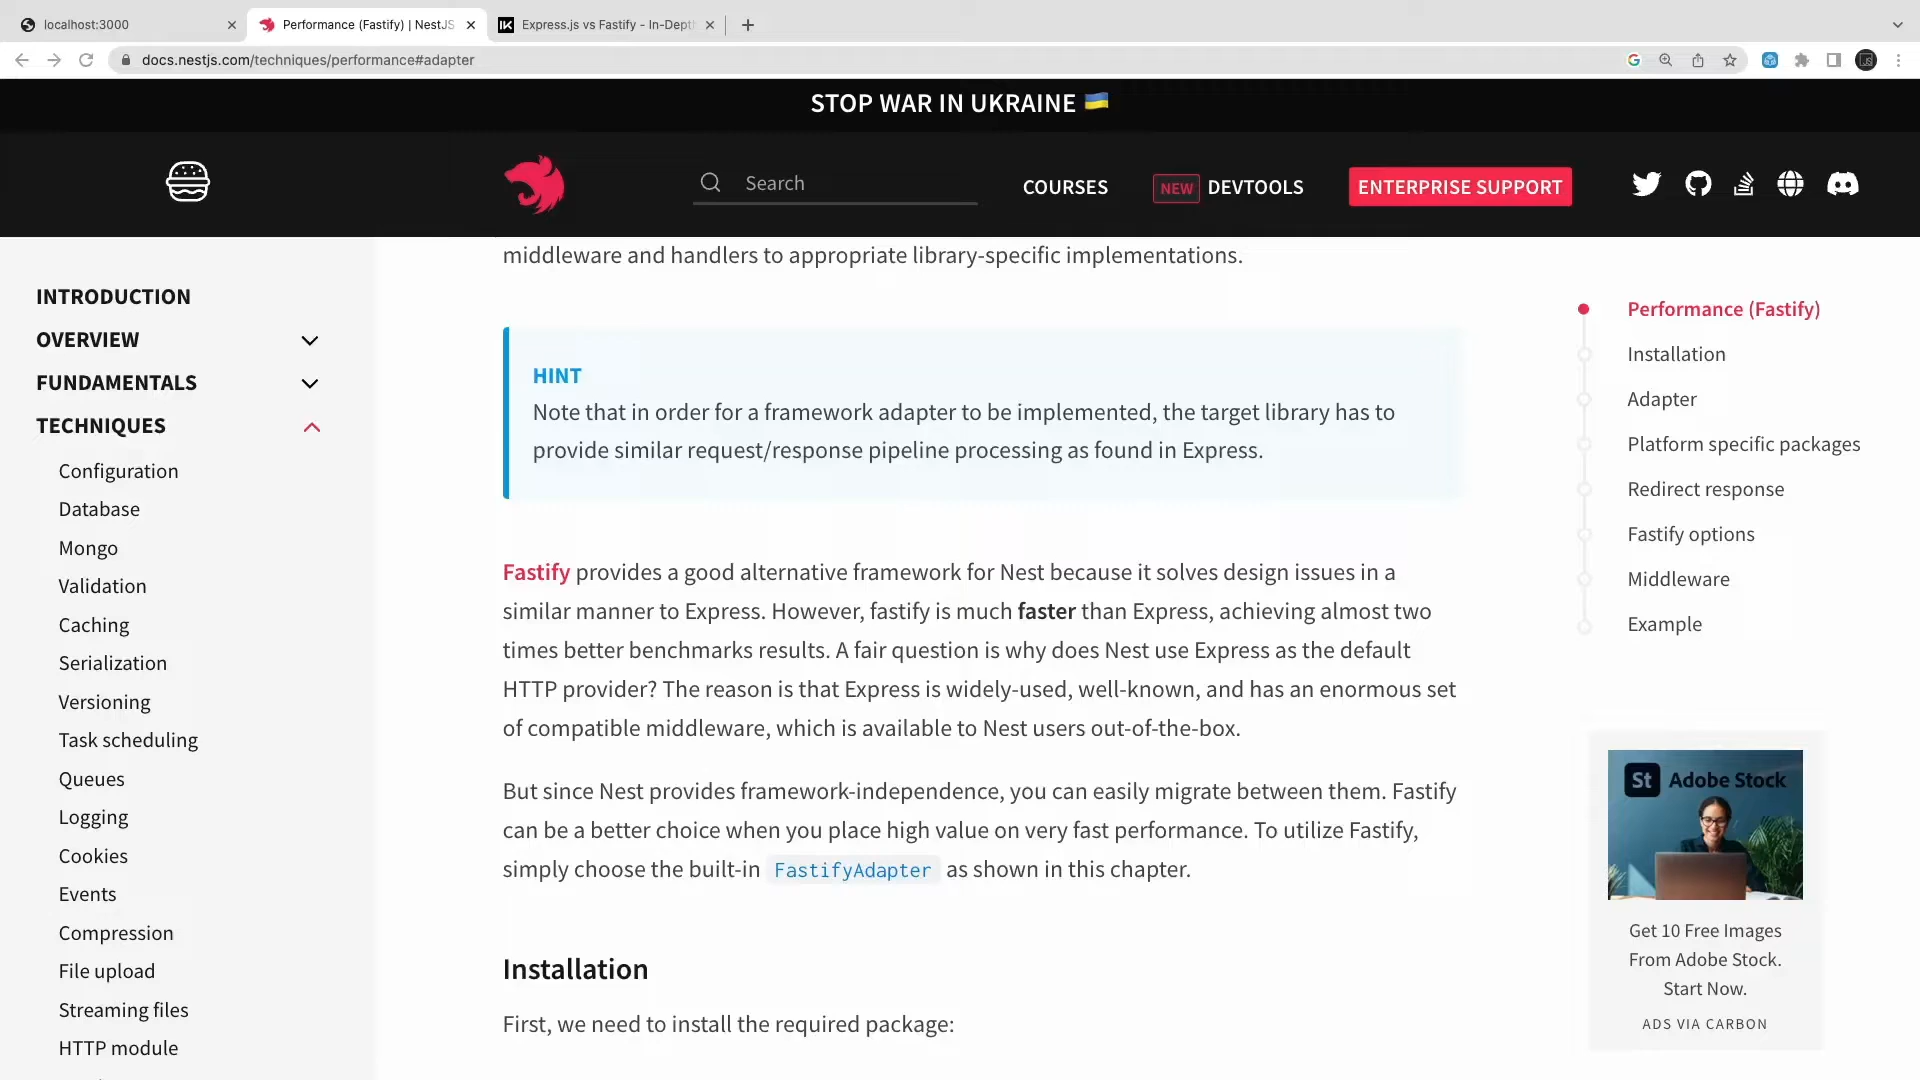 localhost:3000
Performance (Fastify) | NestJS
Express.js vs Fastify - In-Dept
docs.nestjs.com/techniques/performance#adapter
STOP WAR IN UKRAINE
Search
COURSES
NEW DEVTOOLS
ENTERPRISE SUPPORT
INTRODUCTION
OVERVIEW
FUNDAMENTALS
TECHNIQUES
Configuration
Database
Mongo
Validation
Caching
Serialization
Versioning
Task scheduling
Queues
Logging
Cookies
Events
Compression
File upload
Streaming files
HTTP module
middleware and handlers to appropriate library-specific implementations.
HINT
Note that in order for a framework adapter to be implemented, the target library has to
provide similar request/response pipeline processing as found in Express.
Fastify provides a good alternative framework for Nest because it solves design issues in a
similar manner to Express. However, fastify is much faster than Express, achieving almost two
times better benchmarks results. A fair question is why does Nest use Express as the default
HTTP provider? The reason is that Express is widely-used, well-known, and has an enormous set
of compatible middleware, which is available to Nest users out-of-the-box.
But since Nest provides framework-independence, you can easily migrate between them. Fastify
can be a better choice when you place high value on very fast performance. To utilize Fastify,
simply choose the built-in FastifyAdapter as shown in this chapter.
Installation
First, we need to install the required package:
Performance (Fastify)
Installation
Adapter
Platform specific packages
Redirect response
Fastify options
Middleware
Example
St Adobe Stock
Get 10 Free Images
From Adobe Stock.
Start Now.
ADS VIA CARBON